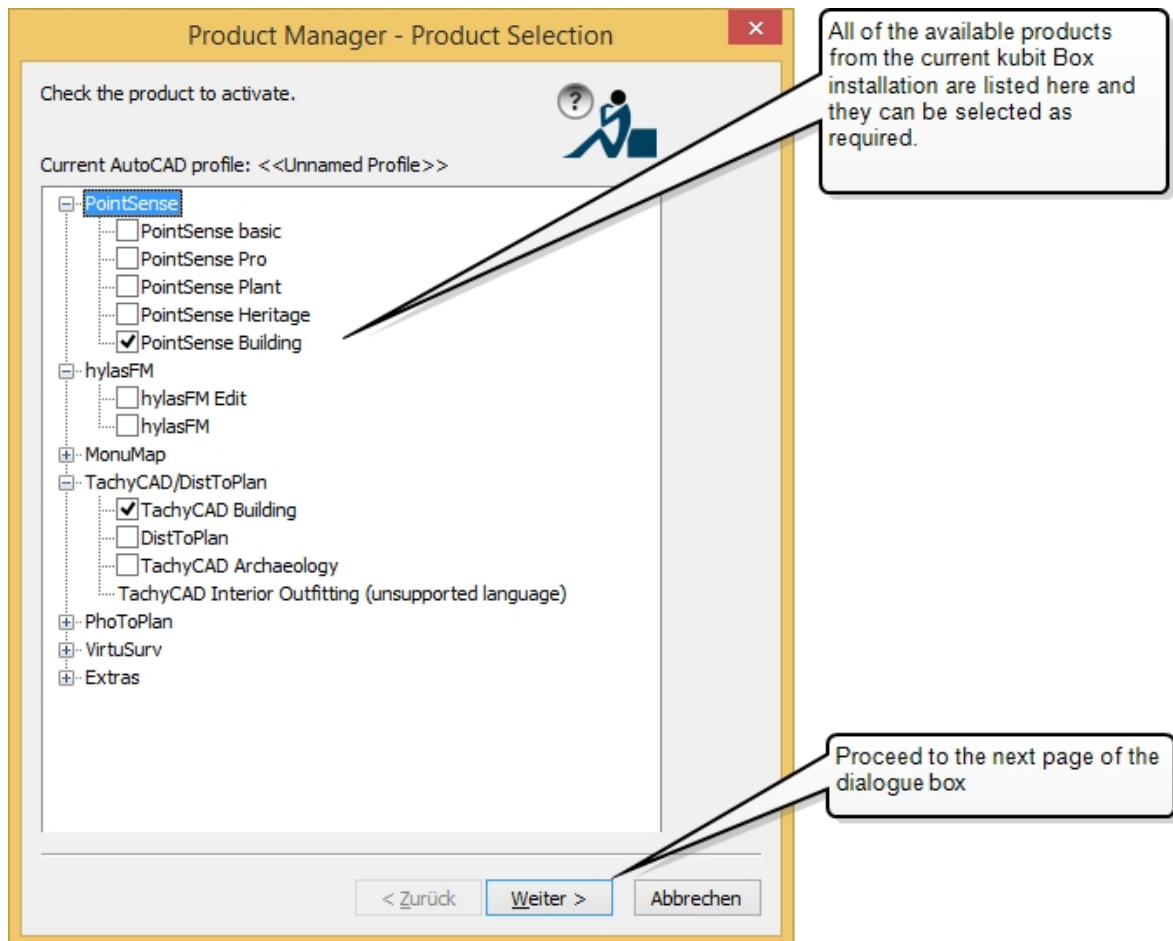 Product Manager - Product Selection
Check the product to activate.
Current AutoCAD profile: <<Unnamed Profile>>
PointSense
PointSense basic
PointSense Pro
PointSense Plant
PointSense Heritage
PointSense Building
hylasFM
hylasFM Edit
hylasFM
MonuMap
TachyCAD/DistToPlan
TachyCAD Building
DistToPlan
TachyCAD Archaeology
TachyCAD Interior Outfitting (unsupported language)
PhoToPlan
VirtuSurv
Extras
< Zurück
Weiter >
Abbrechen
All of the available products
from the current kubit Box
installation are listed here and
they can be selected as
required.
Proceed to the next page of the
dialogue box